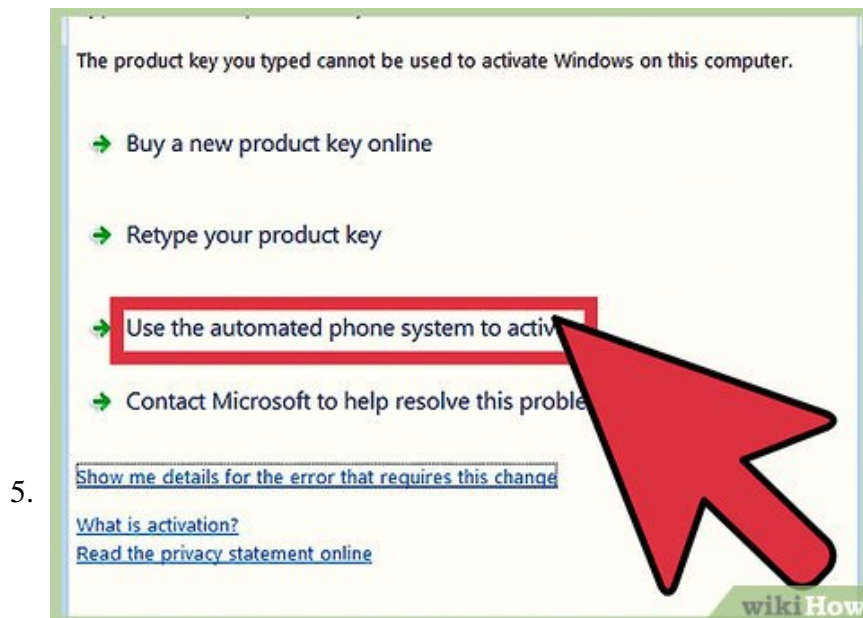 The product key you typed cannot be used to activate Windows on this computer.
Buy a new product key online
Retype your product key
Use the automated phone system to activ
Contact Microsoft to help resolve this proble
5.
Show me details for the error that requires this change
What is activation?
Read the privacy statement online
wikiHow